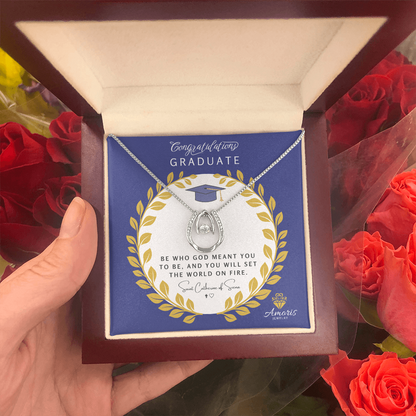 Congratulations
GRADUATE
BE WHO GOD MEANT YOU
TO BE, AND YOU WILL SET
THE WORLD ON FIRE.
Saint Catherine of Siena
Amoris
JEWELRY